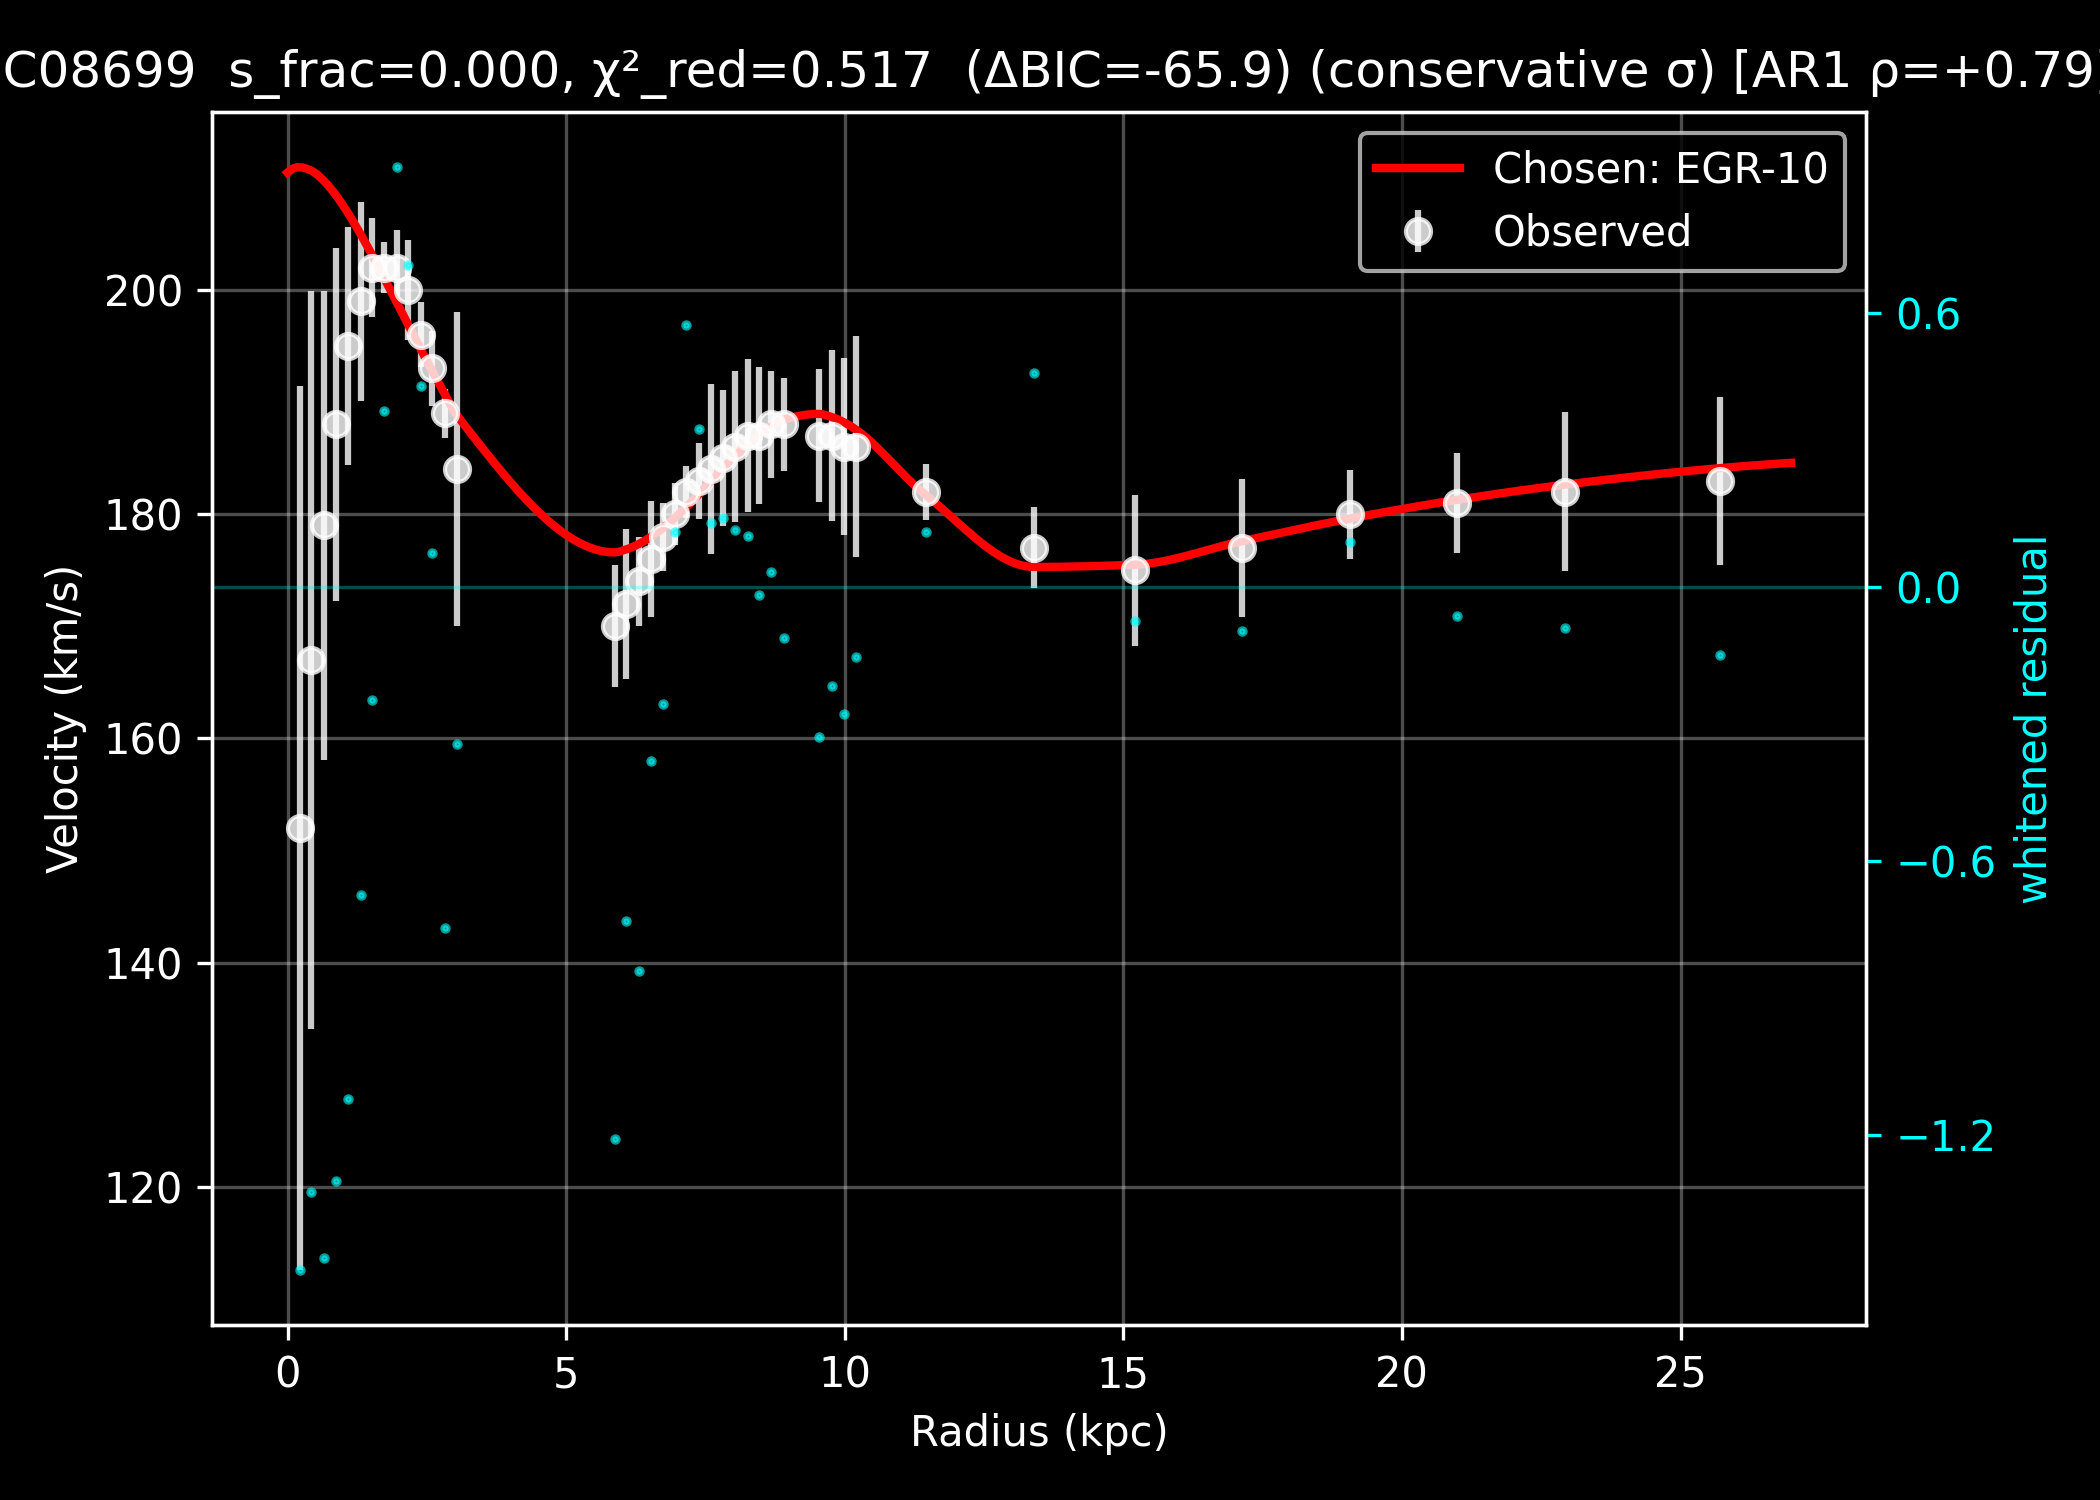 C08699 s_frac=0.000, χ²_red=0.517 (ΔBIC=-65.9) (conservative σ) [AR1 ρ=+0.79]
Chosen: EGR-10
Observed
200
180
160
140
120
Velocity (km/s)
0.6
0.0
−0.6
−1.2
whitened residual
0
5
10
15
20
25
Radius (kpc)